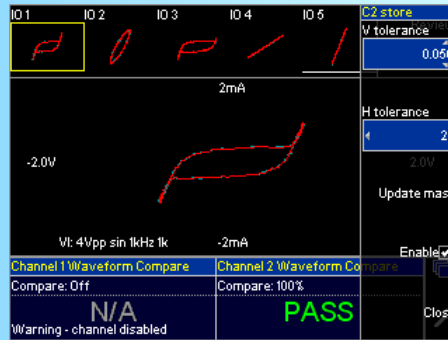 IO 1 IO 2 IO 3 IO 4 IO 5
C2 store
V tolerance
0.050
H tolerance
2
2mA
-2.0V
2.0V
Update mas
VI: 4Vpp sin 1kHz 1k
-2mA
Enable
Channel 1 Waveform Compare
Compare: Off
N/A
Warning - channel disabled
Channel 2 Waveform Compare
Compare: 100%
PASS
Clos